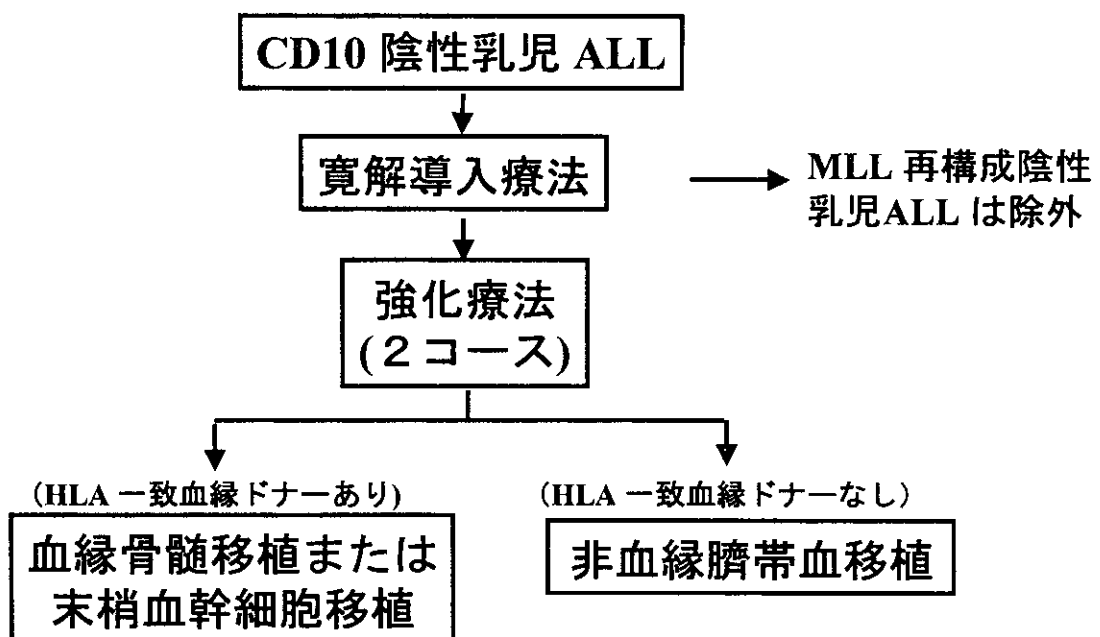 CD10 陰性乳児 ALL
寛解導入療法
MLL 再構成陰性
乳児ALL は除外
強化療法
(２コース)
(HLA 一致血縁ドナーあり)
(HLA 一致血縁ドナーなし)
血縁骨髄移植または
末梢血幹細胞移植
非血縁臍帯血移植